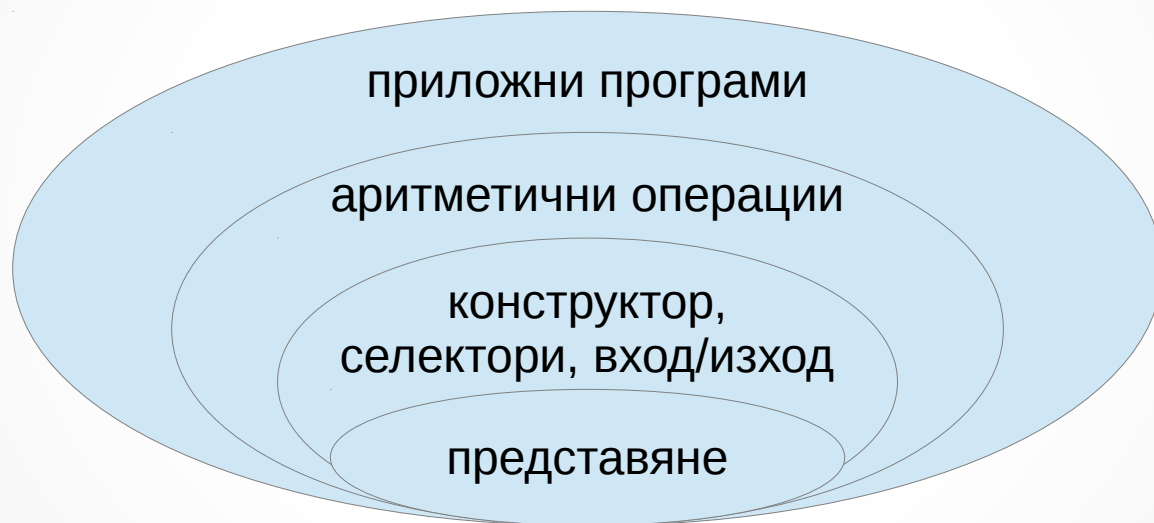 приложни програми
аритметични операции
конструктор,
селектори, вход/изход
представяне